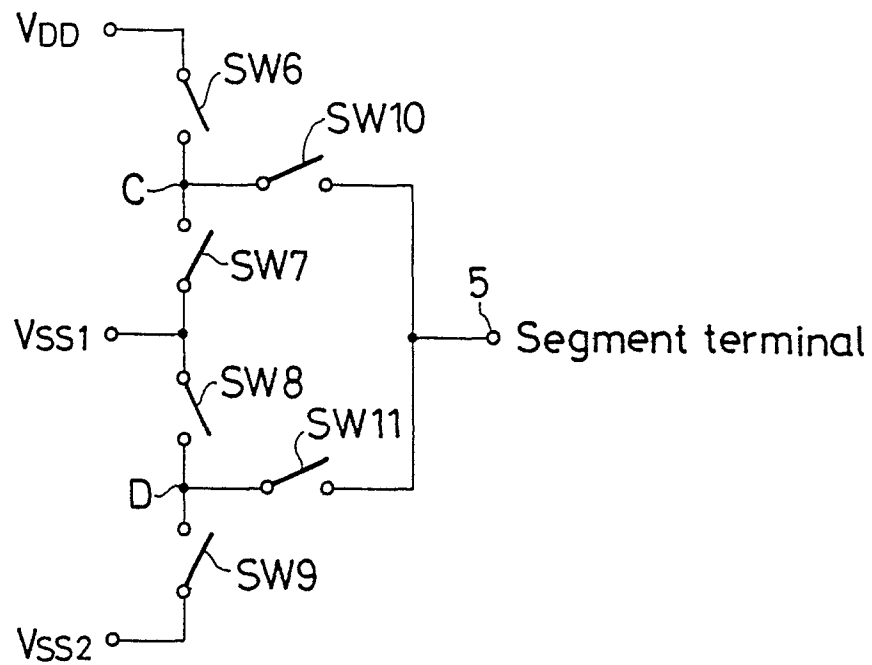 VDD
SW6
SW10
C
SW7
5
VSS1
Segment terminal
SW8
SW11
D
SW9
VSS2